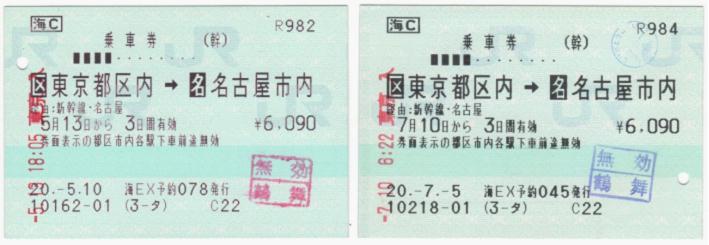 海C
R982
乗車券 (幹)
区 東京都区内 → 名 名古屋市内
経由:新幹線・名古屋
5月13日から 3日間有効 ¥6,090
券面表示の都区市内各駅下車前途無効
18:05
無効
鶴舞
20.-5.10 海EX予約078発行
10162-01 (3-タ) C22
海C
R984
乗車券 (幹)
区 東京都区内 → 名 名古屋市内
経由:新幹線・名古屋
7月10日から 3日間有効 ¥6,090
券面表示の都区市内各駅下車前途無効
-7.10 6:22
無効
鶴舞
20.-7.-5 海EX予約045発行
10218-01 (3-タ) C22